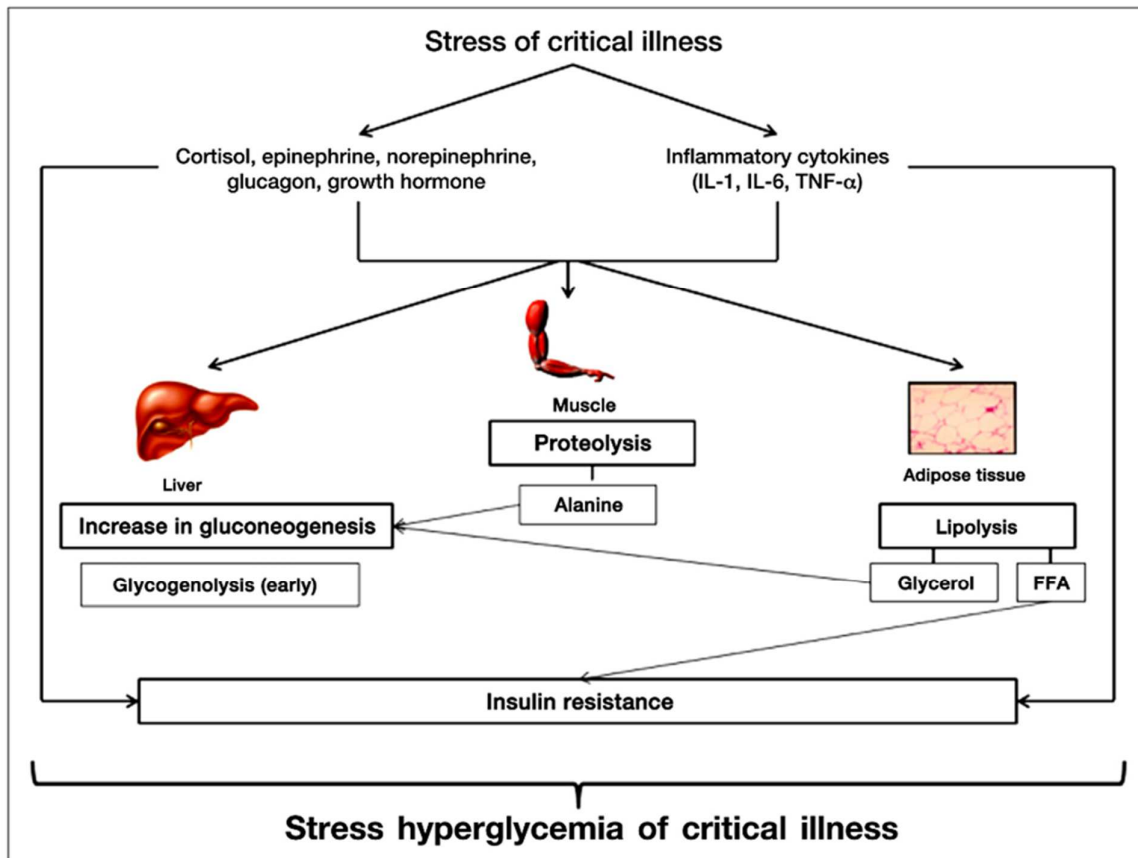 Stress of critical illness
Cortisol, epinephrine, norepinephrine,
glucagon, growth hormone
Inflammatory cytokines
(IL-1, IL-6, TNF-α)
Muscle
Proteolysis
Alanine
Liver
Increase in gluconeogenesis
Glycogenolysis (early)
Adipose tissue
Lipolysis
Glycerol
FFA
Insulin resistance
Stress hyperglycemia of critical illness